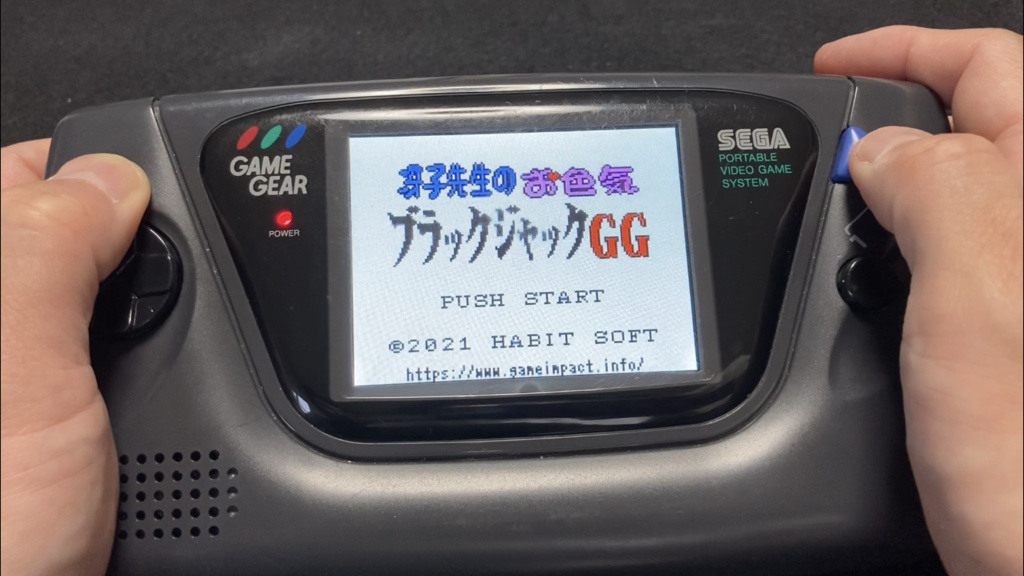 GAME
GEAR
POWER
SEGA
PORTABLE
VIDEO GAME
SYSTEM
冴子先生のお色気
ブラックジャックGG
PUSH START
©2021 HABIT SOFT
https://www.gameimpact.info/